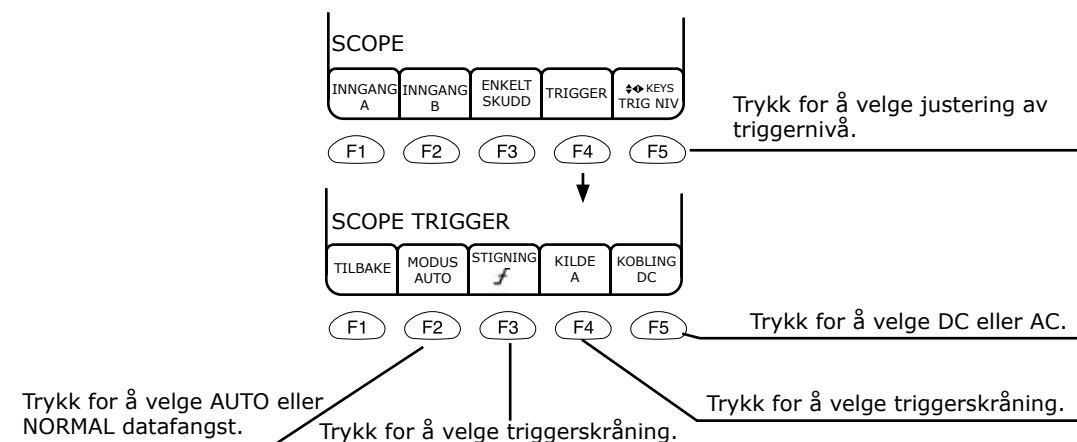 SCOPE
INNGANG
A
INNGANG
B
ENKELT
SKUDD
TRIGGER
KEYS
TRIG NIV
Trykk for å velge justering av
triggernivå.
F1
F2
F3
F4
F5
SCOPE TRIGGER
TILBAKE
MODUS
AUTO
STIGNING
KILDE
A
KOBLING
DC
F1
F2
F3
F4
F5
Trykk for å velge DC eller AC.
Trykk for å velge triggerskråning.
Trykk for å velge AUTO eller
NORMAL datafangst.
Trykk for å velge triggerskråning.